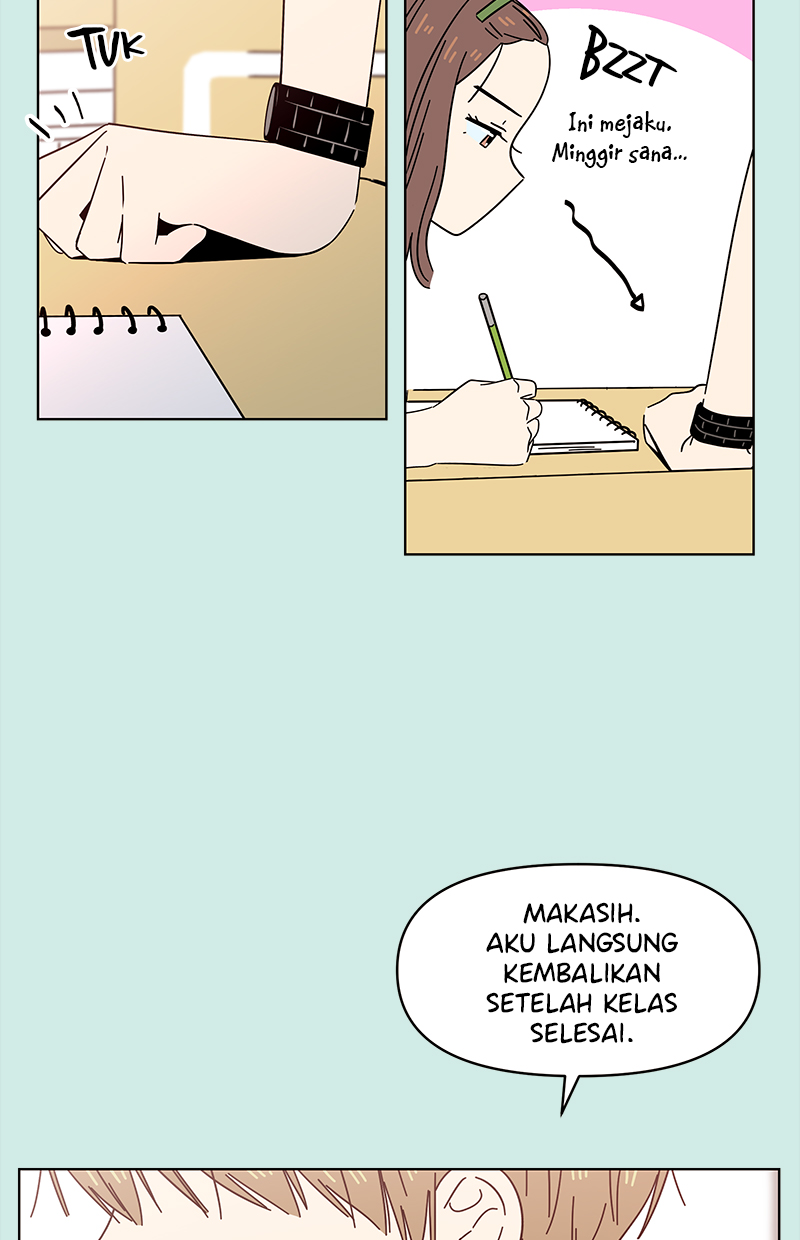 TUK
BZZT
Ini mejaku.
Minggir sana...
MAKASIH.
AKU LANGSUNG
KEMBALIKAN
SETELAH KELAS
SELESAI.